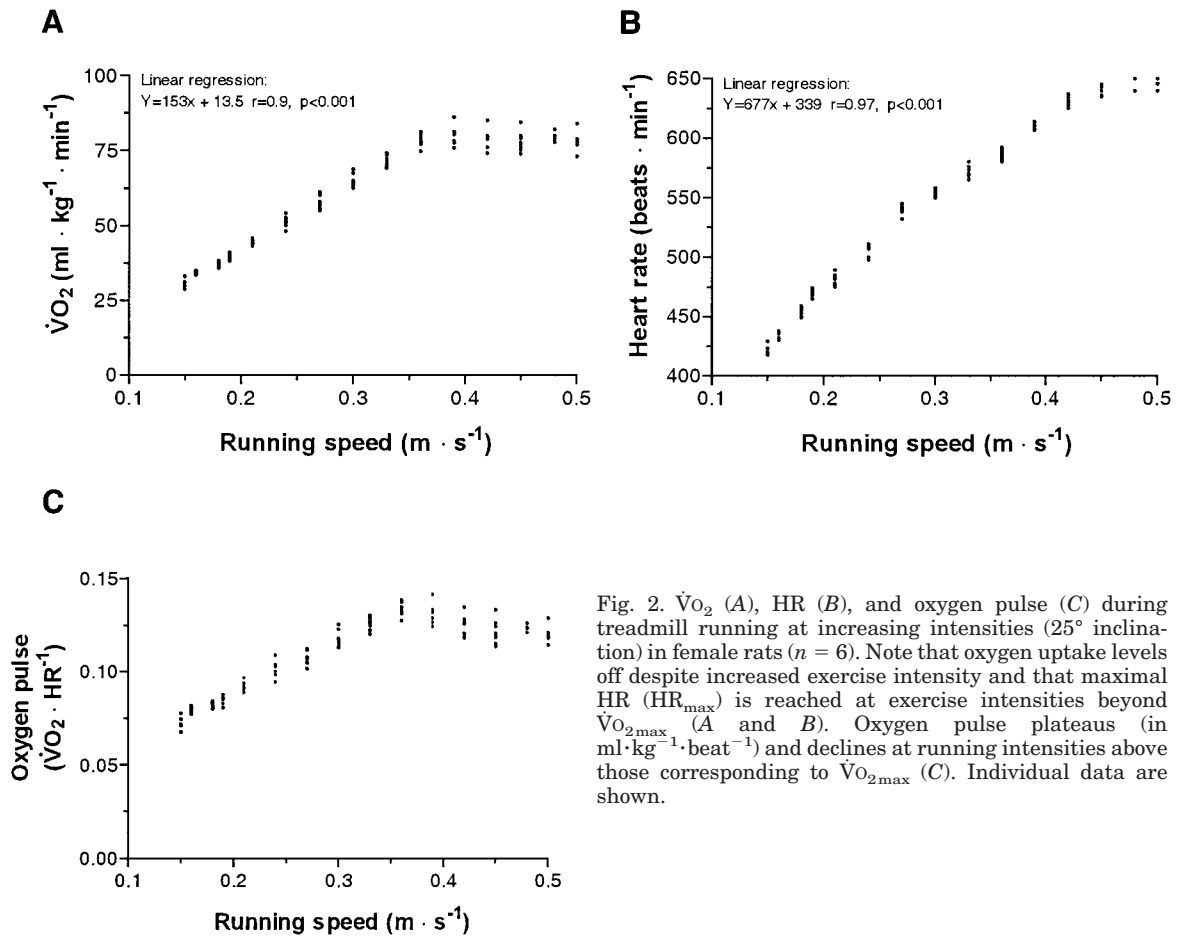 A
Linear regression:
Y=153x + 13.5 r=0.9, p<0.001
V̇O₂ (ml · kg⁻¹ · min⁻¹)
100
75
50
25
0
0.1 0.2 0.3 0.4 0.5
Running speed (m · s⁻¹)
B
Linear regression:
Y=677x + 339 r=0.97, p<0.001
Heart rate (beats · min⁻¹)
650
600
550
500
450
400
0.1 0.2 0.3 0.4 0.5
Running speed (m · s⁻¹)
C
Oxygen pulse
(V̇O₂ · HR⁻¹)
0.15
0.10
0.05
0.00
0.1 0.2 0.3 0.4 0.5
Running speed (m · s⁻¹)
Fig. 2. V̇O₂ (A), HR (B), and oxygen pulse (C) during
treadmill running at increasing intensities (25° inclina-
tion) in female rats (n = 6). Note that oxygen uptake levels
off despite increased exercise intensity and that maximal
HR (HRmax) is reached at exercise intensities beyond
V̇O₂max (A and B). Oxygen pulse plateaus (in
ml·kg⁻¹·beat⁻¹) and declines at running intensities above
those corresponding to V̇O₂max (C). Individual data are
shown.